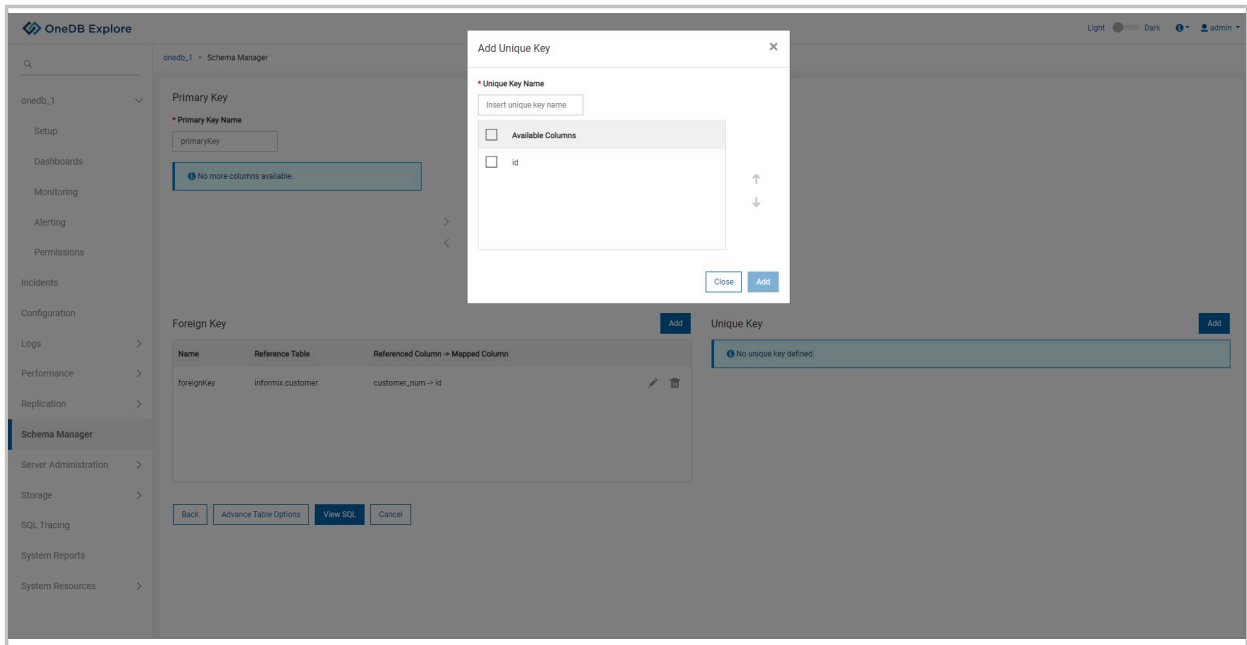 OneDB Explore
Light Dark admin
onedb_1 > Schema Manager
onedb_1
Setup
Dashboards
Monitoring
Alerting
Permissions
Incidents
Configuration
Logs
Performance
Replication
Schema Manager
Server Administration
Storage
SQL Tracing
System Reports
System Resources
Primary Key
* Primary Key Name
primaryKey
No more columns available.
Add Unique Key
* Unique Key Name
Insert unique key name
Available Columns
id
Close Add
Foreign Key Add
Name Reference Table Referenced Column -> Mapped Column
foreignKey informix.customer customer_num -> id
Unique Key Add
No unique key defined.
Back Advance Table Options View SQL Cancel